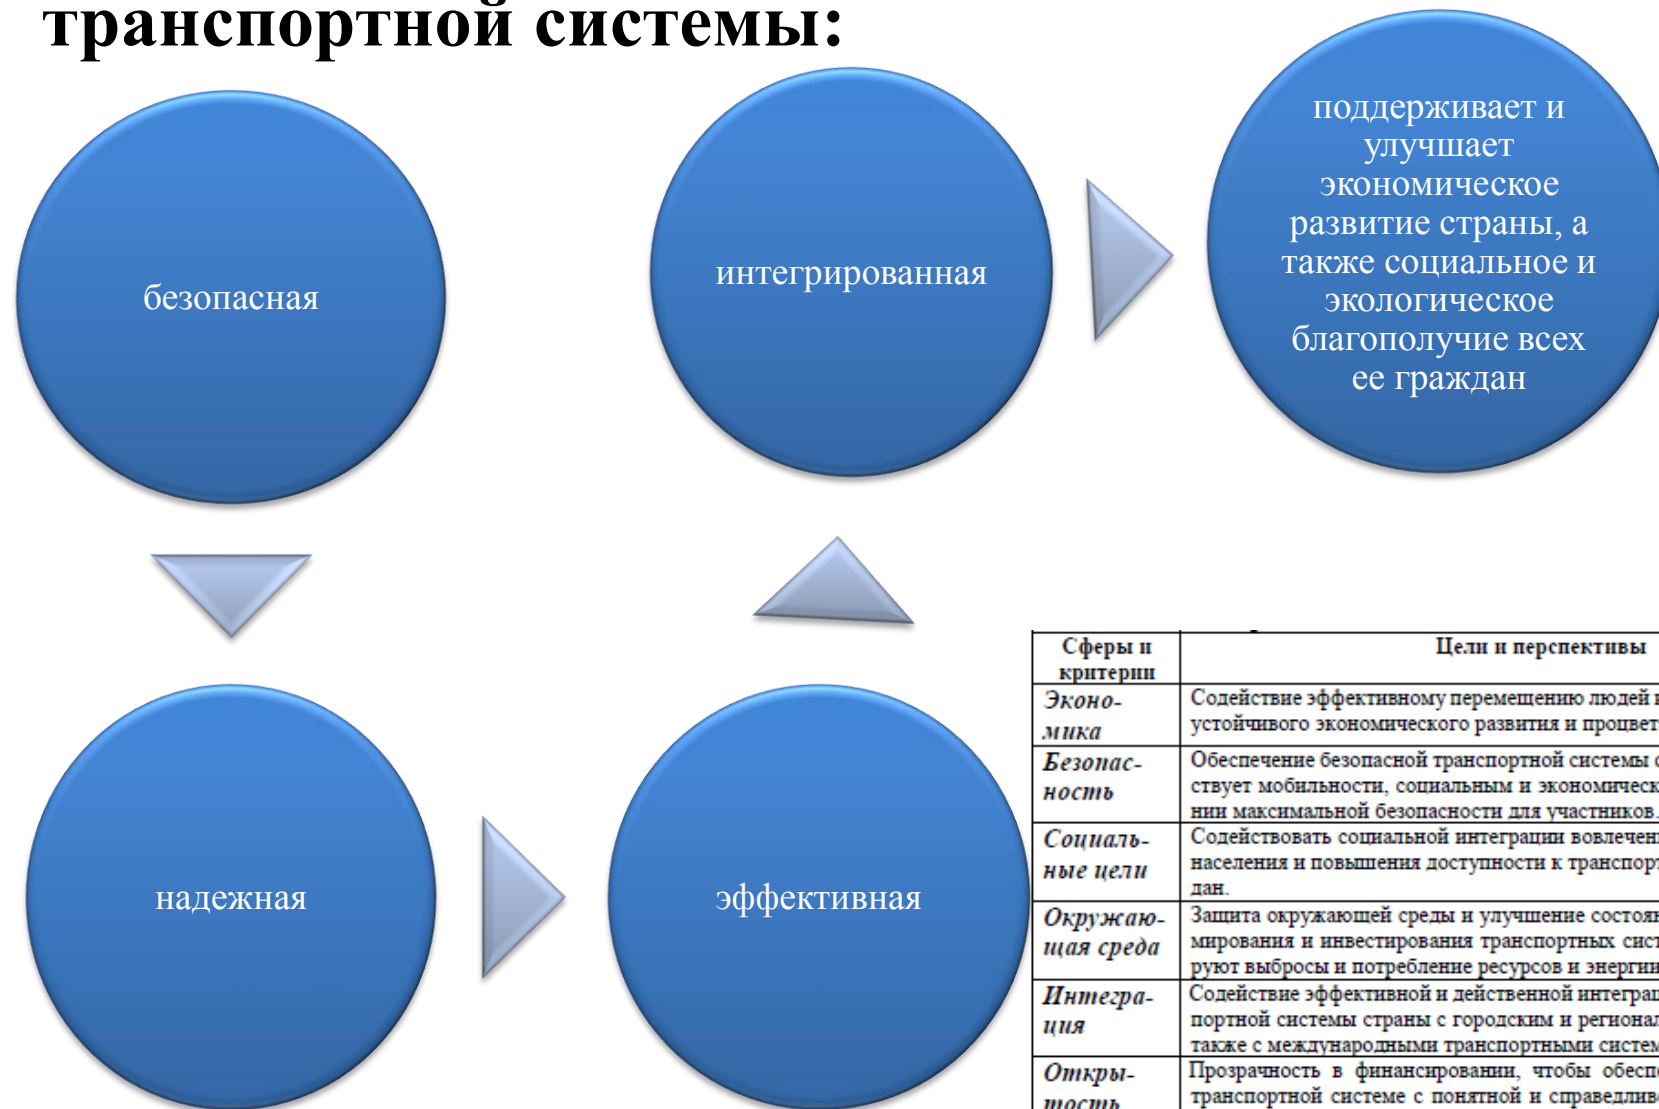 транспортной системы:
безопасная
надежная
эффективная
интегрированная
поддерживает и
улучшает
экономическое
развитие страны, а
также социальное и
экологическое
благополучие всех
ее граждан
Сферы и
критерии
Цели и перспективы
Эконо-
мика
Содействие эффективному перемещению людей
устойчивого экономического развития и процвет
Безопас-
ность
Обеспечение безопасной транспортной системы
ствует мобильности, социальным и экономическ
нии максимальной безопасности для участников.
Социаль-
ные цели
Содействовать социальной интеграции вовлечен
населения и повышения доступности к транспорт
дан.
Окружаю-
щая среда
Защита окружающей среды и улучшение состоян
мирования и инвестирования транспортных сист
руют выбросы и потребление ресурсов и энергии
Интегра-
ция
Содействие эффективной и действенной интеграц
портной системы страны с городским и регионал
также с международными транспортными систем
Откры-
тость
Прозрачность в финансировании, чтобы обеспе
транспортной системе с понятной и справедлив